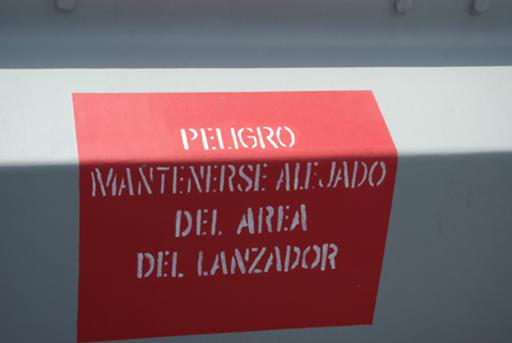 PELIGRO
MANTENERSE ALEJADO
DEL AREA
DEL LANZADOR